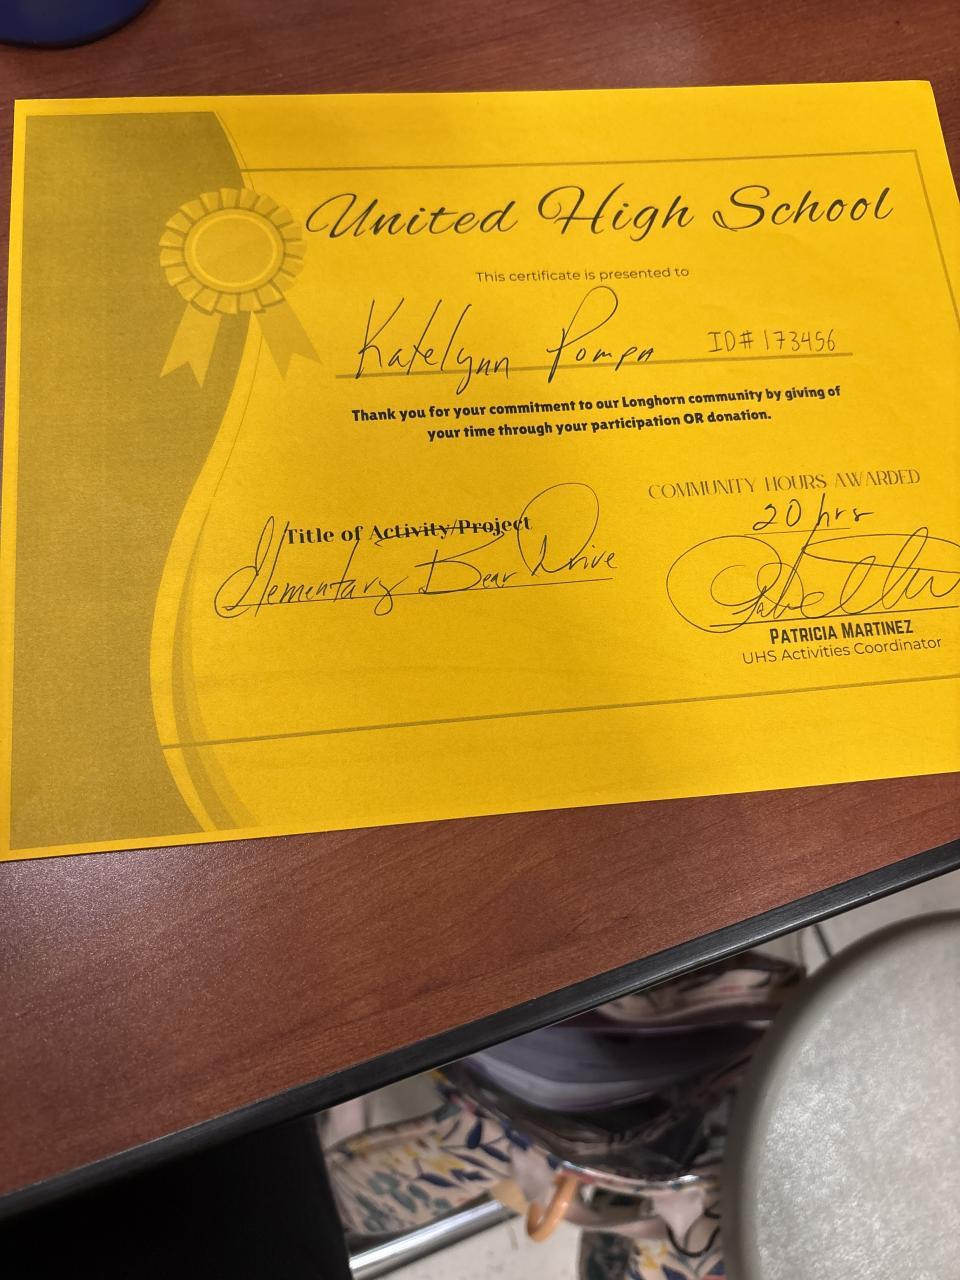 United High School
This certificate is presented to
Katelynn Pompa ID# 173456
Thank you for your commitment to our Longhorn community by giving of
your time through your participation OR donation.
COMMUNITY HOURS AWARDED
20 hrs
Title of Activity/Project
Elementary Bear Drive
PATRICIA MARTINEZ
UHS Activities Coordinator